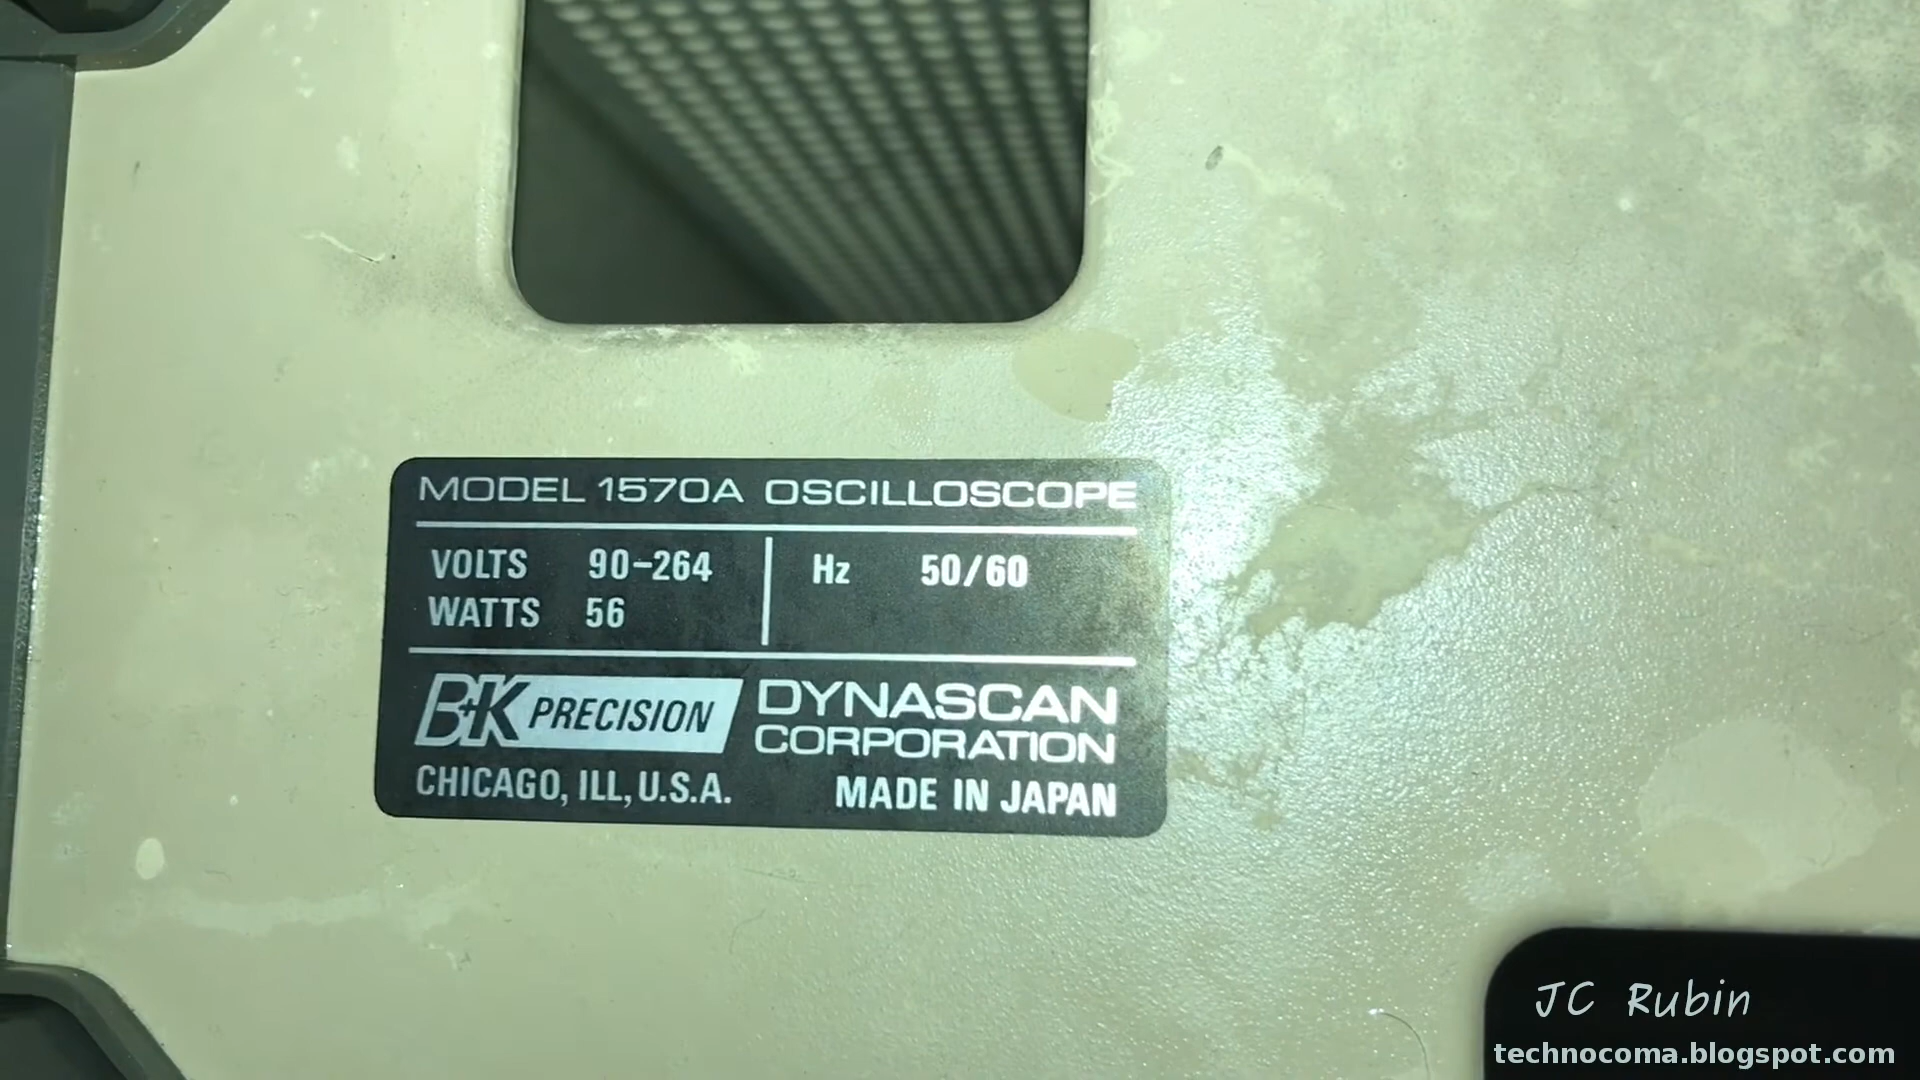 MODEL 1570A OSCILLOSCOPE
VOLTS 90-264 Hz 50/60
WATTS 56
B+K PRECISION DYNASCAN CORPORATION
CHICAGO, ILL, U.S.A. MADE IN JAPAN
JC Rubin
technocoma.blogspot.com